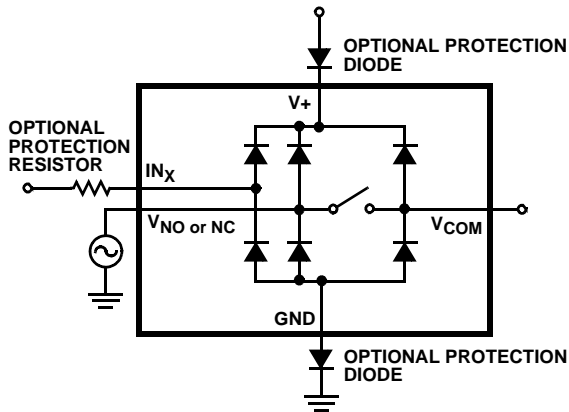 OPTIONAL PROTECTION
DIODE
V+
OPTIONAL
PROTECTION
RESISTOR
INX
VNO or NC
VCOM
GND
OPTIONAL PROTECTION
DIODE